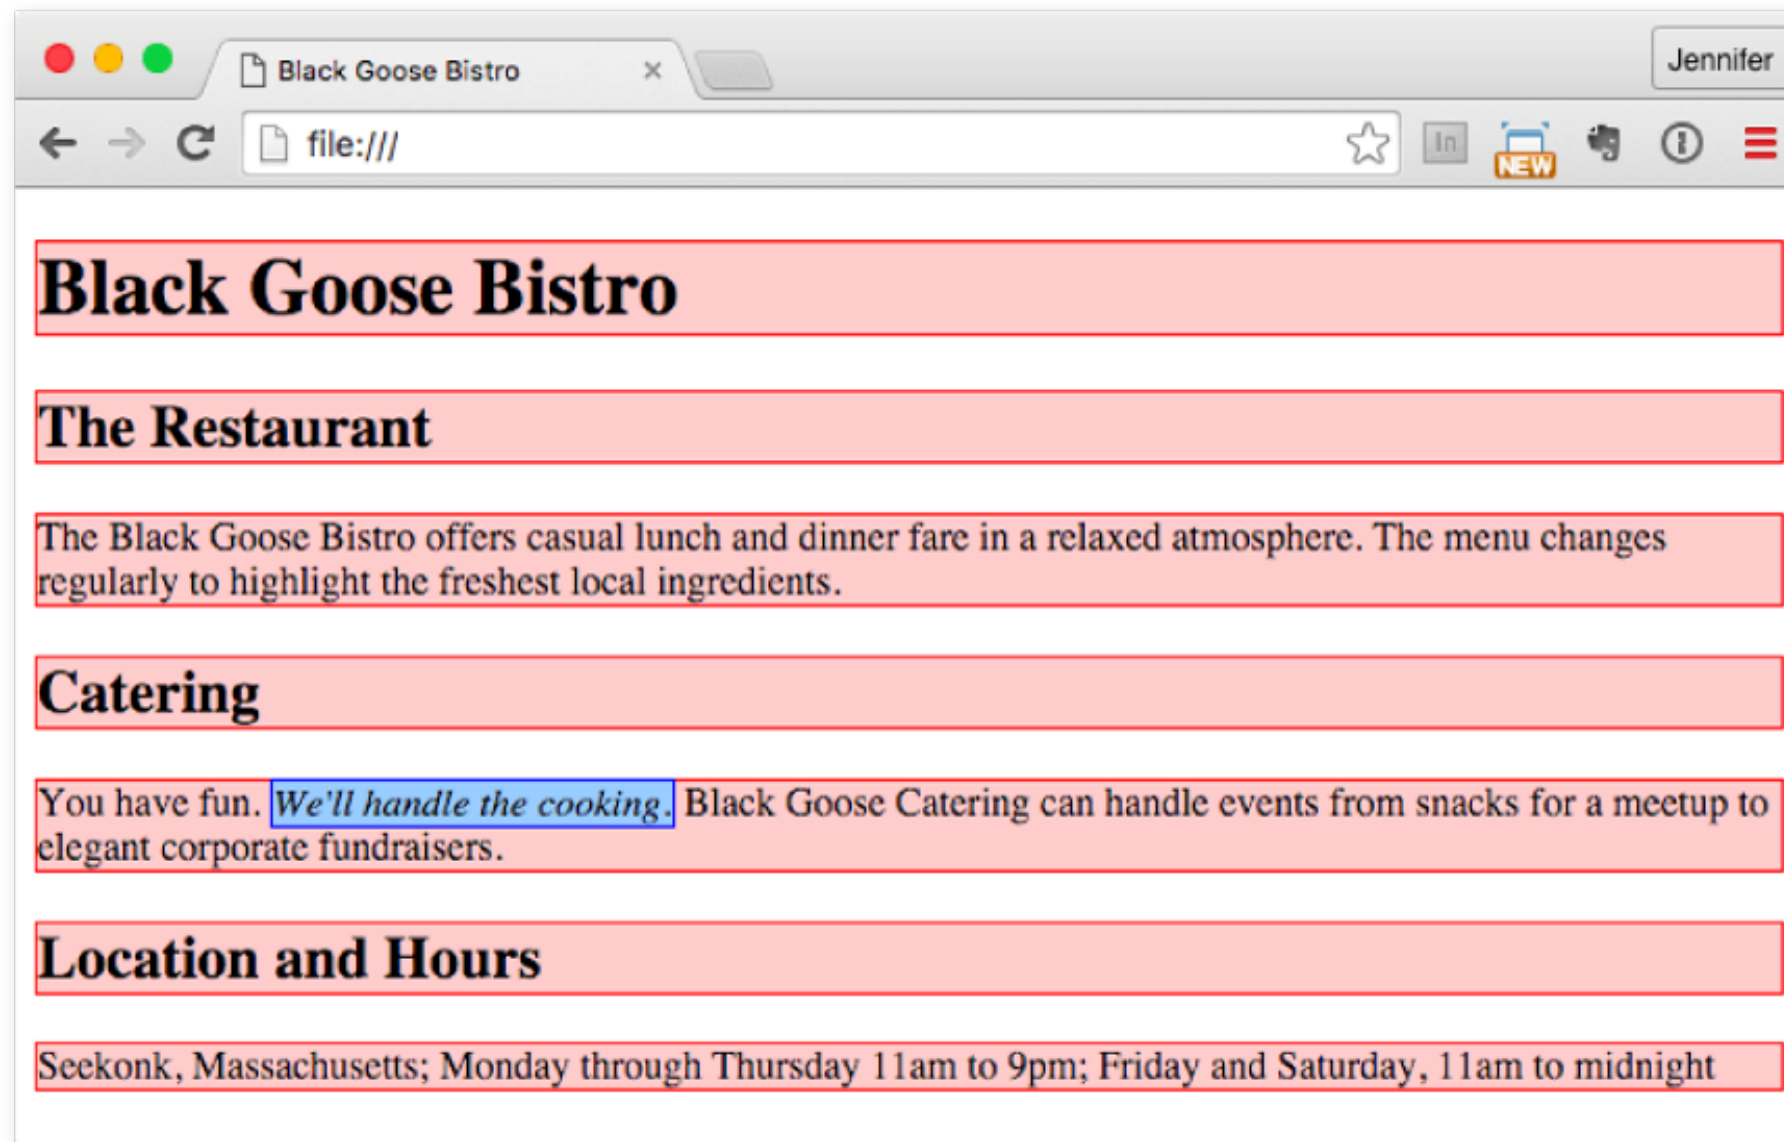 Black Goose Bistro
Jennifer
file:///
In
NEW
Black Goose Bistro
The Restaurant
The Black Goose Bistro offers casual lunch and dinner fare in a relaxed atmosphere. The menu changes
regularly to highlight the freshest local ingredients.
Catering
You have fun. We'll handle the cooking. Black Goose Catering can handle events from snacks for a meetup to
elegant corporate fundraisers.
Location and Hours
Seekonk, Massachusetts; Monday through Thursday 11am to 9pm; Friday and Saturday, 11am to midnight